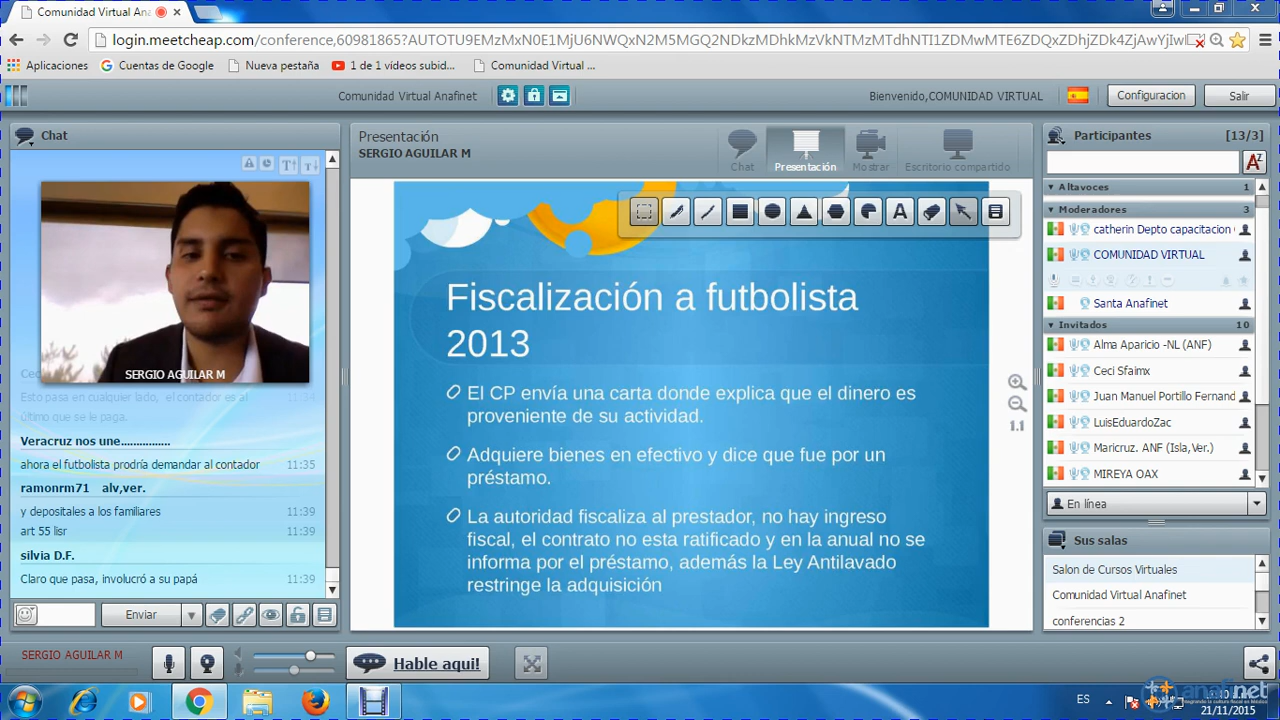 Comunidad Virtual Ana
login.meetcheap.com/conference,60981865?AUTOTU9EMzMxN0E1MjU6NWQxN2M5MGQ2NDkzMDhkMzVkNTMzMTdhNTI1ZDMwMTE6ZDQxZDhjZDk4ZjAwYjIw
Aplicaciones
Cuentas de Google
Nueva pestaña
1 de 1 vídeos subid...
Comunidad Virtual ...
Comunidad Virtual Anafinet
Bienvenido,COMUNIDAD VIRTUAL
Configuracion
Salir
Chat
SERGIO AGUILAR M
Esto pasa en cualquier lado, el contador es al
último que se le paga.
11:34
Veracruz nos une................
ahora el futbolista prodría demandar al contador
11:35
ramonrm71 alv,ver.
y depositales a los familiares
11:39
art 55 lisr
11:39
silvia D.F.
Claro que pasa, involucró a su papá
11:39
Enviar
Presentación
SERGIO AGUILAR M
Chat
Presentación
Mostrar
Escritorio compartido
A
Fiscalización a futbolista
2013
El CP envía una carta donde explica que el dinero es
proveniente de su actividad.
Adquiere bienes en efectivo y dice que fue por un
préstamo.
La autoridad fiscaliza al prestador, no hay ingreso
fiscal, el contrato no esta ratificado y en la anual no se
informa por el préstamo, además la Ley Antilavado
restringe la adquisición
1.1
Participantes
[13/3]
Altavoces
1
Moderadores
3
catherin Depto capacitacion
COMUNIDAD VIRTUAL
Santa Anafinet
Invitados
10
Alma Aparicio -NL (ANF)
Ceci Sfaimx
Juan Manuel Portillo Fernand
LuisEduardoZac
Maricruz. ANF (Isla,Ver.)
MIREYA OAX
En línea
Sus salas
Salon de Cursos Virtuales
Comunidad Virtual Anafinet
conferencias 2
SERGIO AGUILAR M
Hable aqui!
ES
anafinet
21/11/2015